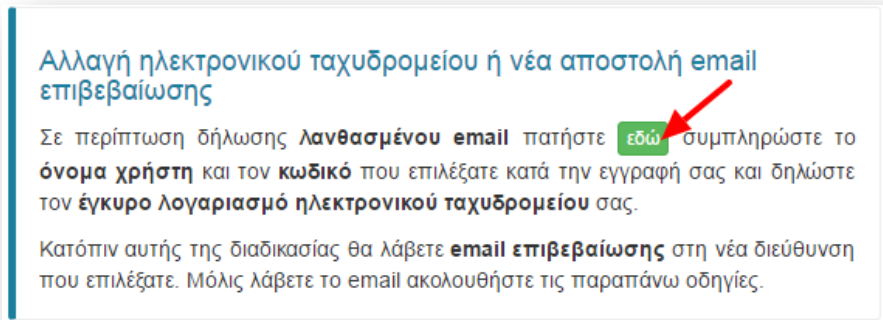 Αλλαγή ηλεκτρονικού ταχυδρομείου ή νέα αποστολή email
επιβεβαίωσης
Σε περίπτωση δήλωσης λανθασμένου email πατήστε εδώ συμπληρώστε το
όνομα χρήστη και τον κωδικό που επιλέξατε κατά την εγγραφή σας και δηλώστε
τον έγκυρο λογαριασμό ηλεκτρονικού ταχυδρομείου σας.
Κατόπιν αυτής της διαδικασίας θα λάβετε email επιβεβαίωσης στη νέα διεύθυνση
που επιλέξατε. Μόλις λάβετε το email ακολουθήστε τις παραπάνω οδηγίες.